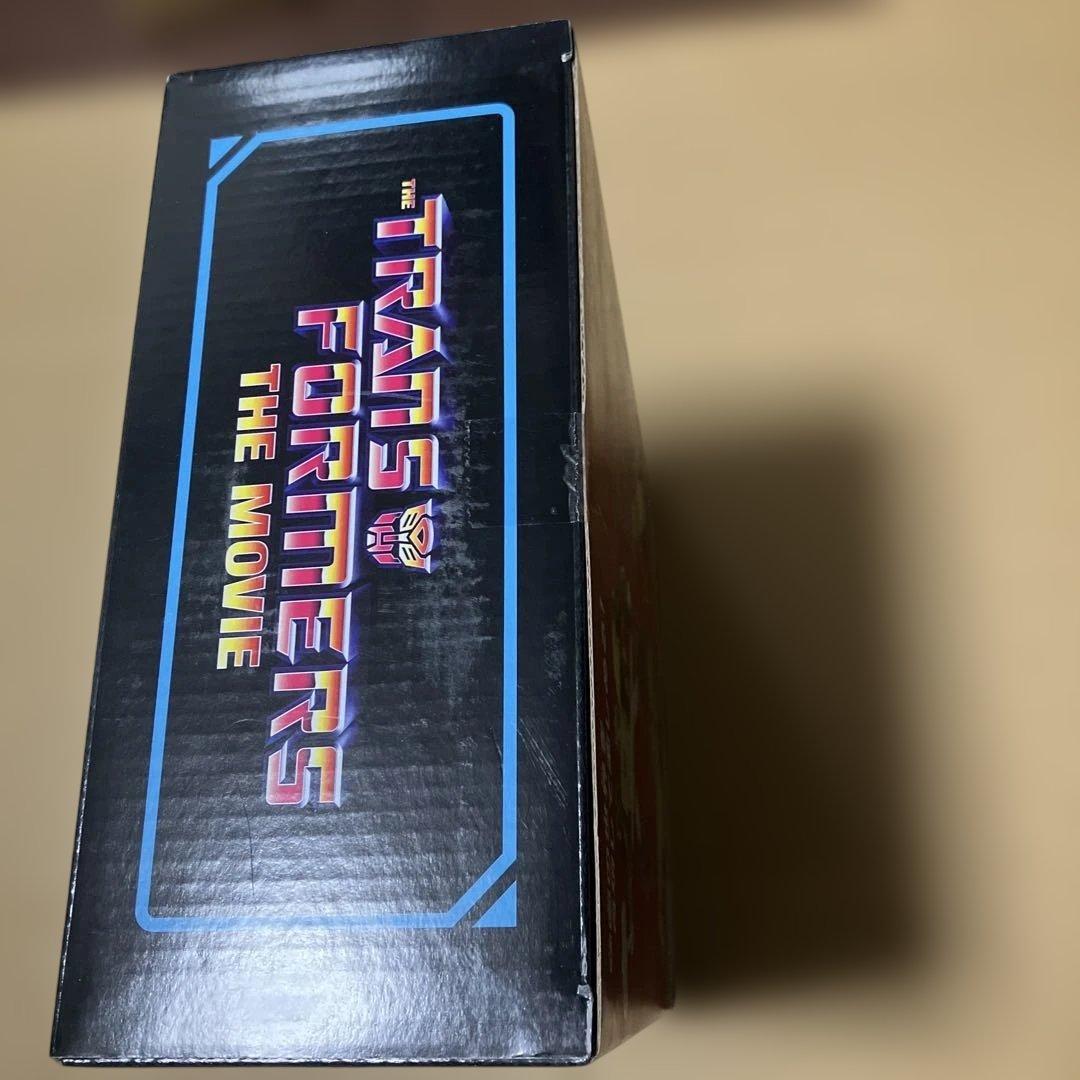 THE
TRANS
FORMERS
THE MOVIE